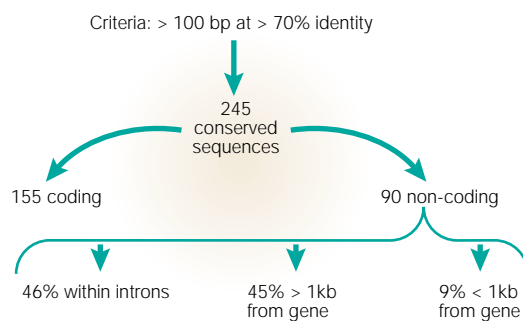 Criteria: > 100 bp at > 70% identity
245
conserved
sequences
155 coding
90 non-coding
46% within introns
45% > 1kb
from gene
9% < 1kb
from gene